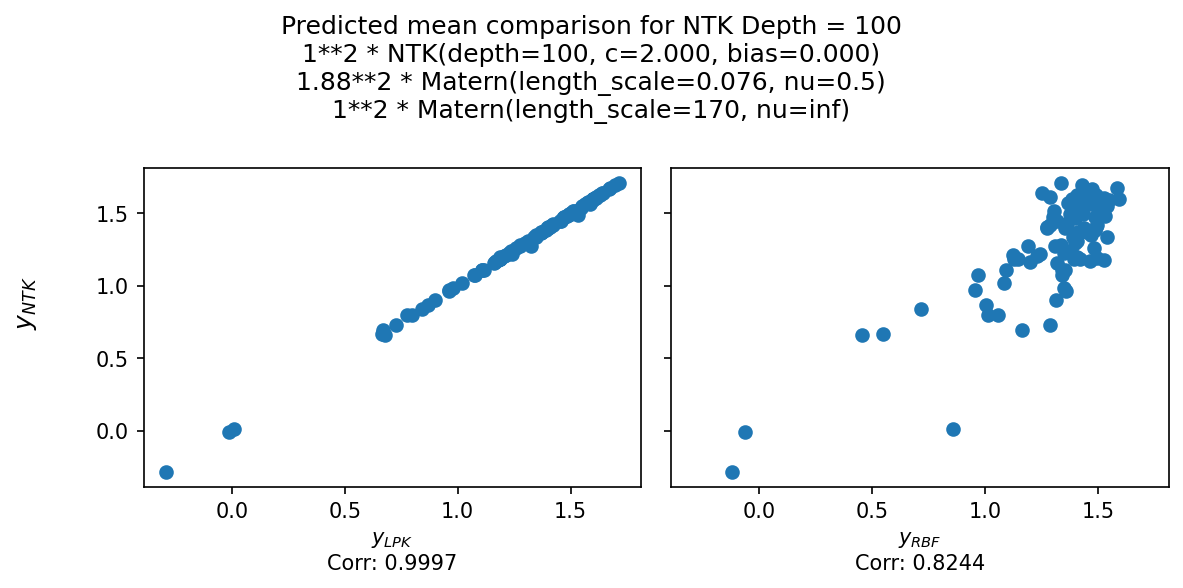 Predicted mean comparison for NTK Depth = 100
1**2 * NTK(depth=100, c=2.000, bias=0.000)
1.88**2 * Matern(length_scale=0.076, nu=0.5)
1**2 * Matern(length_scale=170, nu=inf)
y_NTK
1.5
1.0
0.5
0.0
0.0 0.5 1.0 1.5
y_LPK
Corr: 0.9997
0.0 0.5 1.0 1.5
y_RBF
Corr: 0.8244